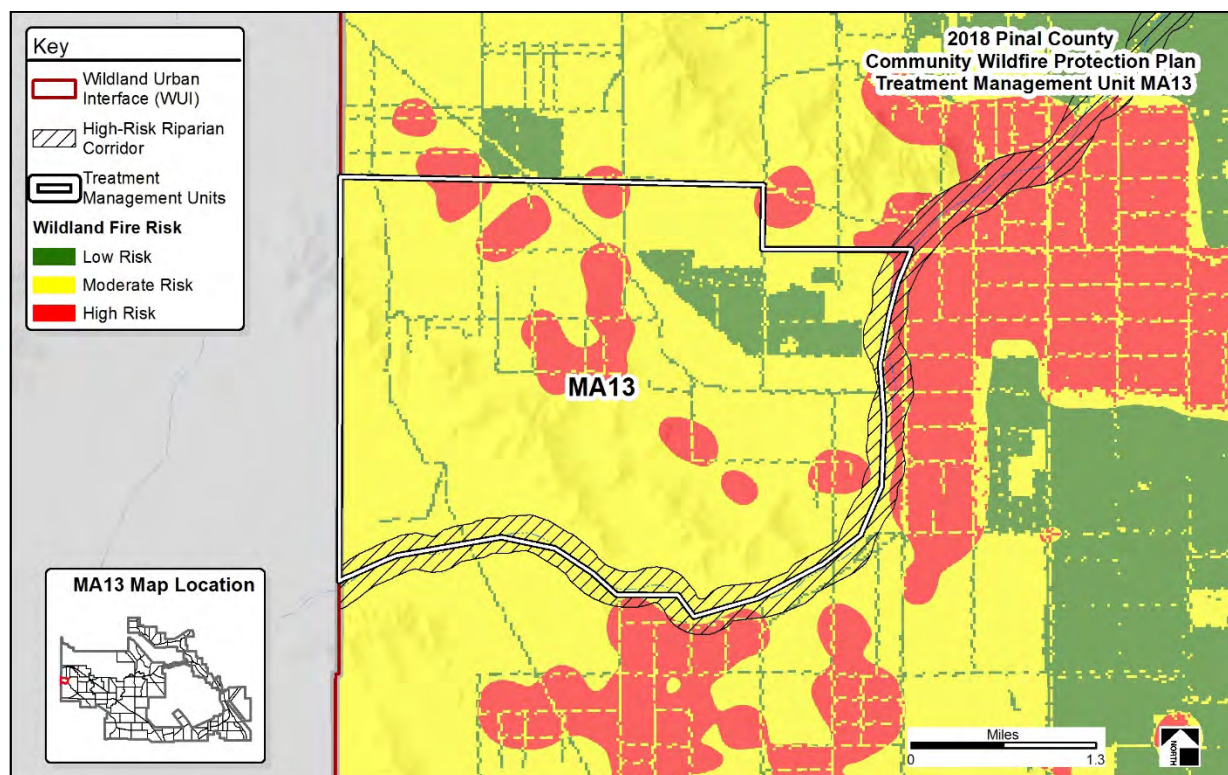 Key
Wildland Urban
Interface (WUI)
High-Risk Riparian
Corridor
Treatment
Management Units
Wildland Fire Risk
Low Risk
Moderate Risk
High Risk
2018 Pinal County
Community Wildfire Protection Plan
Treatment Management Unit MA13
MA13
MA13 Map Location
Miles
0
1.3
NORTH